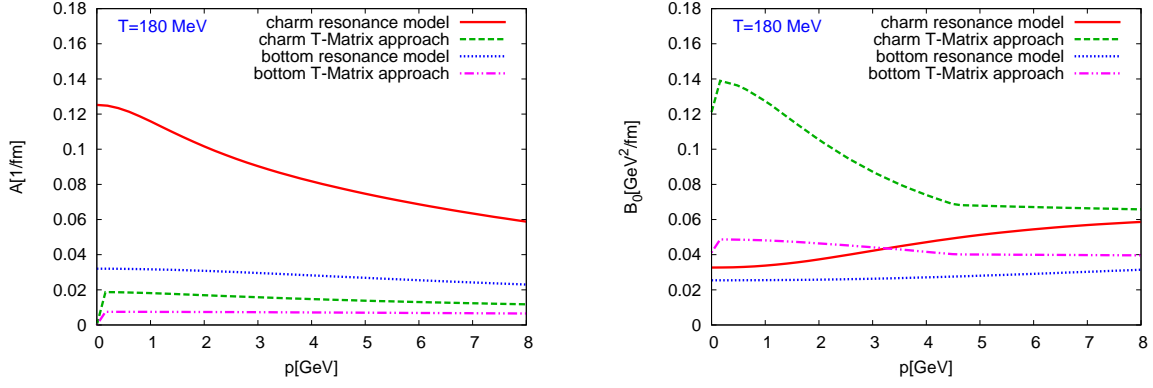 0.18
0.16
0.14
0.12
0.1
0.08
0.06
0.04
0.02
0
A[1/fm]
T=180 MeV
charm resonance model
charm T-Matrix approach
bottom resonance model
bottom T-Matrix approach
0 1 2 3 4 5 6 7 8
p[GeV]
0.18
0.16
0.14
0.12
0.1
0.08
0.06
0.04
0.02
0
B₀[GeV²/fm]
T=180 MeV
charm resonance model
charm T-Matrix approach
bottom resonance model
bottom T-Matrix approach
0 1 2 3 4 5 6 7 8
p[GeV]